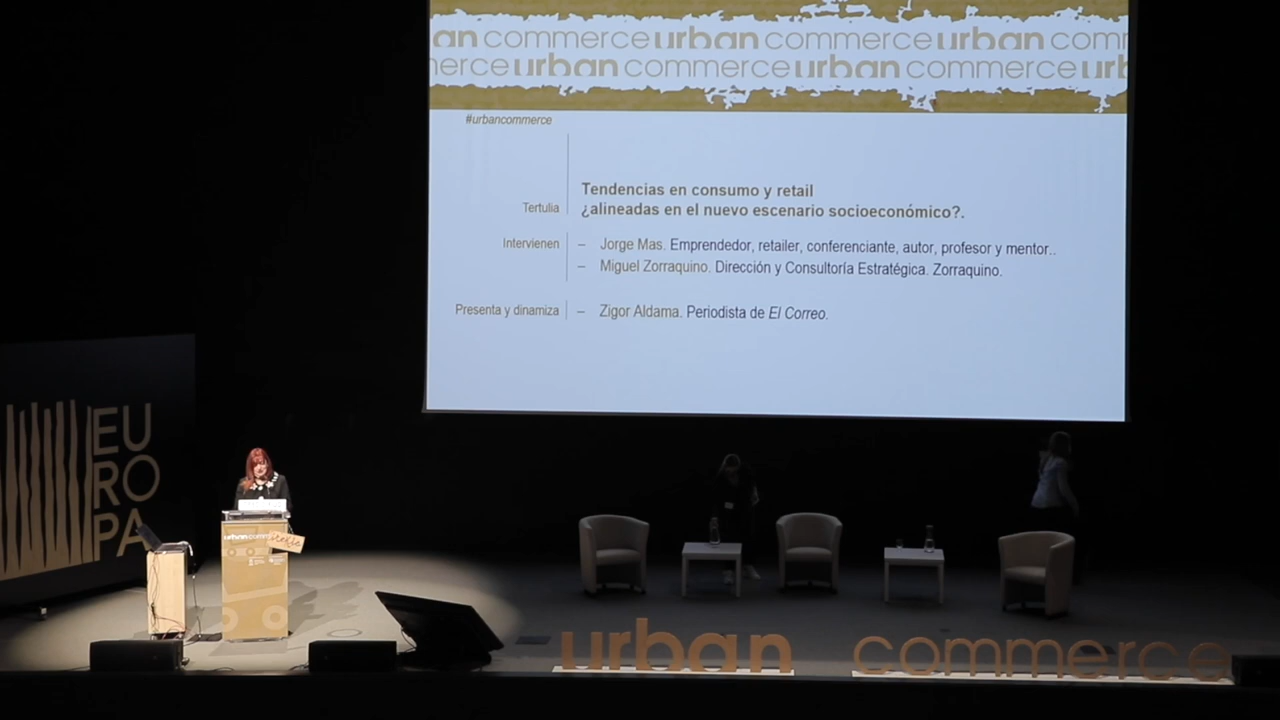 an commerce urban commerce urban comm
erce urban commerce urban commerce urb
#urbancommerce
Tertulia
Tendencias en consumo y retail
¿alineadas en el nuevo escenario socioeconómico?.
Intervienen
– Jorge Mas. Emprendedor, retailer, conferenciante, autor, profesor y mentor..
– Miguel Zorraquino. Dirección y Consultoría Estratégica. Zorraquino.
Presenta y dinamiza
– Zigor Aldama. Periodista de El Correo.
EU
RO
PA
urban
urban commerce